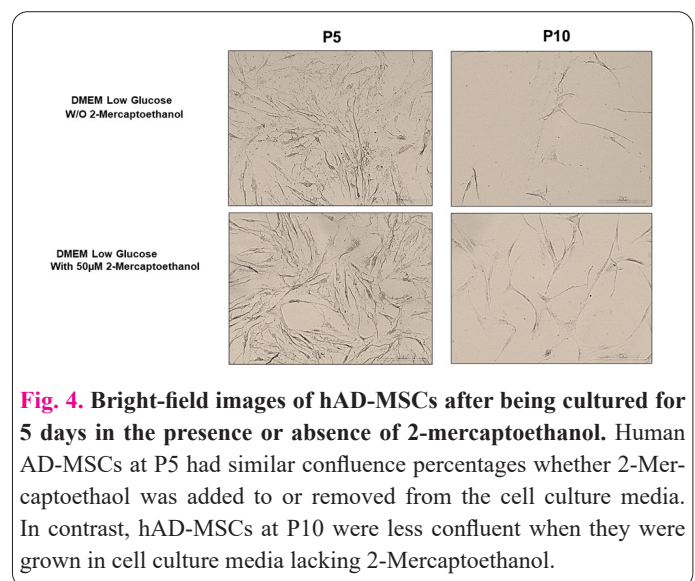 P5 P10
DMEM Low Glucose
W/O 2-Mercaptoethanol
DMEM Low Glucose
With 50µM 2-Mercaptoethanol
Fig. 4. Bright-field images of hAD-MSCs after being cultured for
5 days in the presence or absence of 2-mercaptoethanol. Human
AD-MSCs at P5 had similar confluence percentages whether 2-Mer-
captoethaol was added to or removed from the cell culture media.
In contrast, hAD-MSCs at P10 were less confluent when they were
grown in cell culture media lacking 2-Mercaptoethanol.